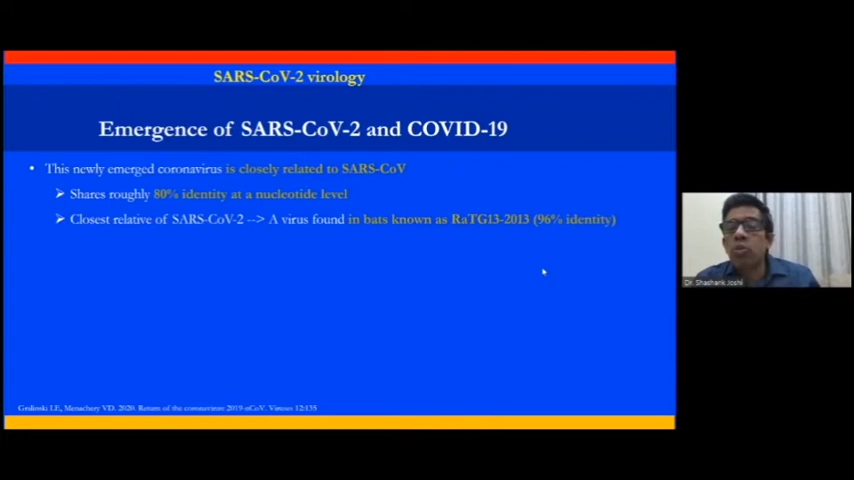 SARS-CoV-2 virology
Emergence of SARS-CoV-2 and COVID-19
• This newly emerged coronavirus is closely related to SARS-CoV
➢ Shares roughly 80% identity at a nucleotide level
➢ Closest relative of SARS-CoV-2 --> A virus found in bats known as RaTG13-2013 (96% identity)
Dr. Shashank Joshi
Gralinski LE, Menachery VD. 2020. Return of the coronavirus: 2019-nCoV. Viruses 12:135